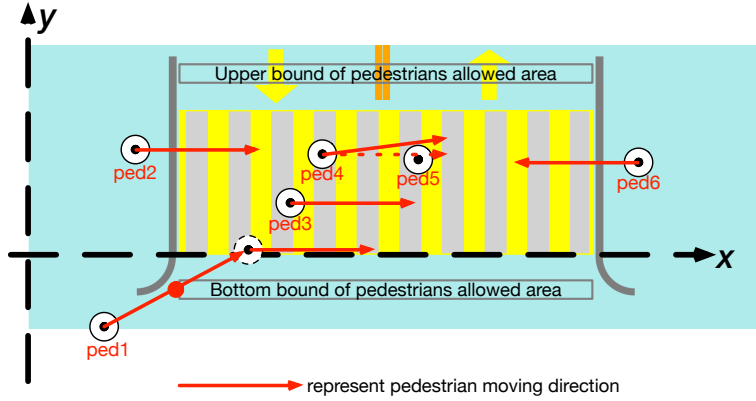 y
Upper bound of pedestrians allowed area
ped2
ped4
ped5
ped6
ped3
x
Bottom bound of pedestrians allowed area
ped1
represent pedestrian moving direction